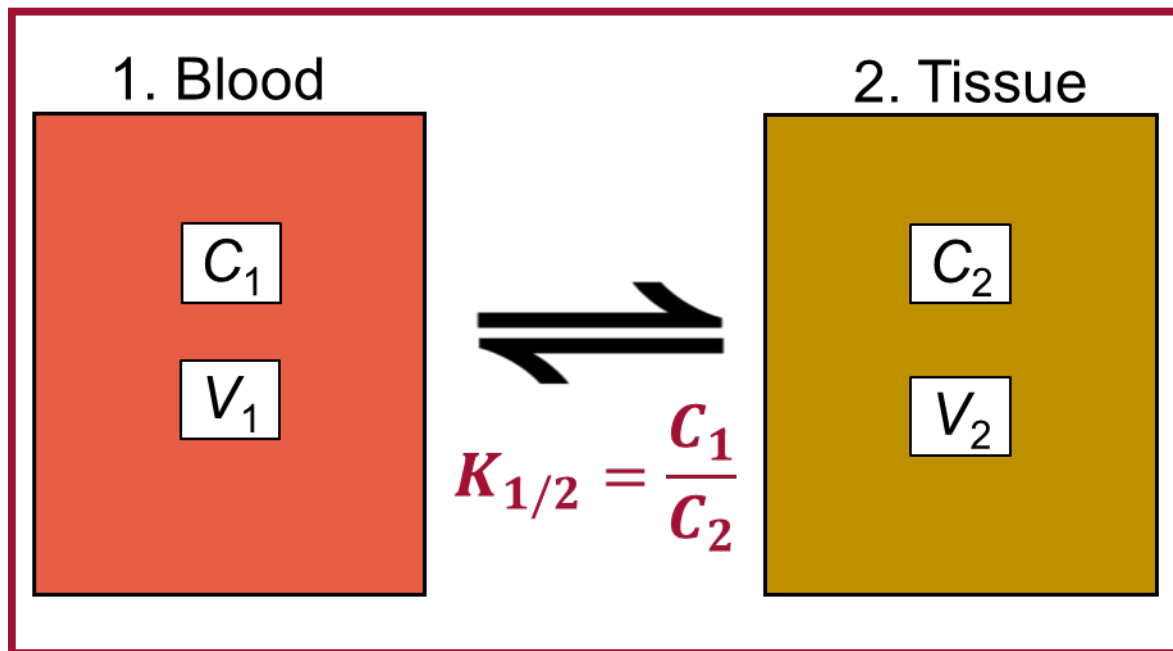 1. Blood
2. Tissue
C₁
C₂
V₁
V₂
K₁/₂ = C₁/C₂